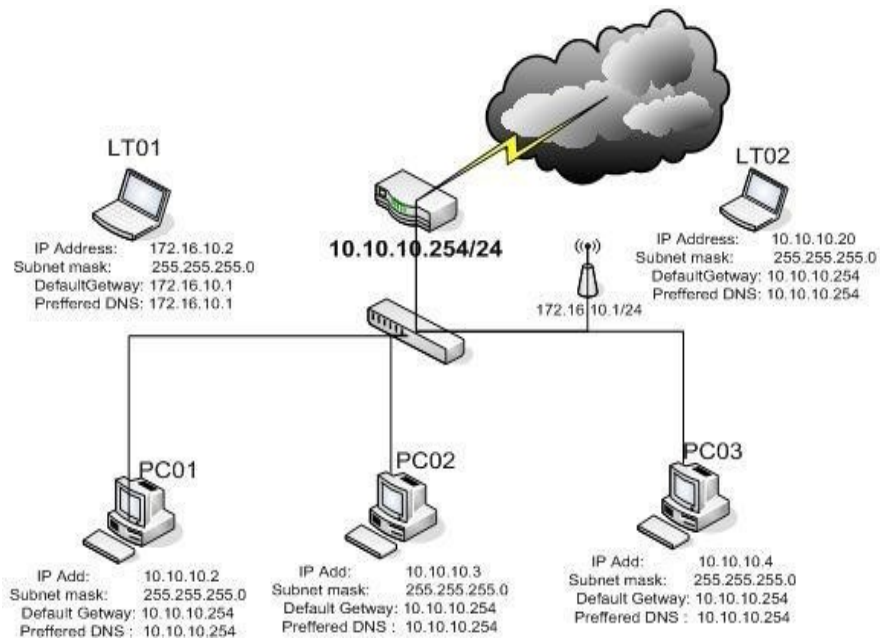 LT01
IP Address: 172.16.10.2
Subnet mask: 255.255.255.0
DefaultGetway: 172.16.10.1
Preffered DNS: 172.16.10.1
10.10.10.254/24
172.16.10.1/24
LT02
IP Address: 10.10.10.20
Subnet mask: 255.255.255.0
DefaultGetway: 10.10.10.254
Preffered DNS: 10.10.10.254
PC01
IP Add: 10.10.10.2
Subnet mask: 255.255.255.0
Default Getway: 10.10.10.254
Preffered DNS : 10.10.10.254
PC02
IP Add: 10.10.10.3
Subnet mask: 255.255.255.0
Default Getway: 10.10.10.254
Preffered DNS : 10.10.10.254
PC03
IP Add: 10.10.10.4
Subnet mask: 255.255.255.0
Default Getway: 10.10.10.254
Preffered DNS : 10.10.10.254